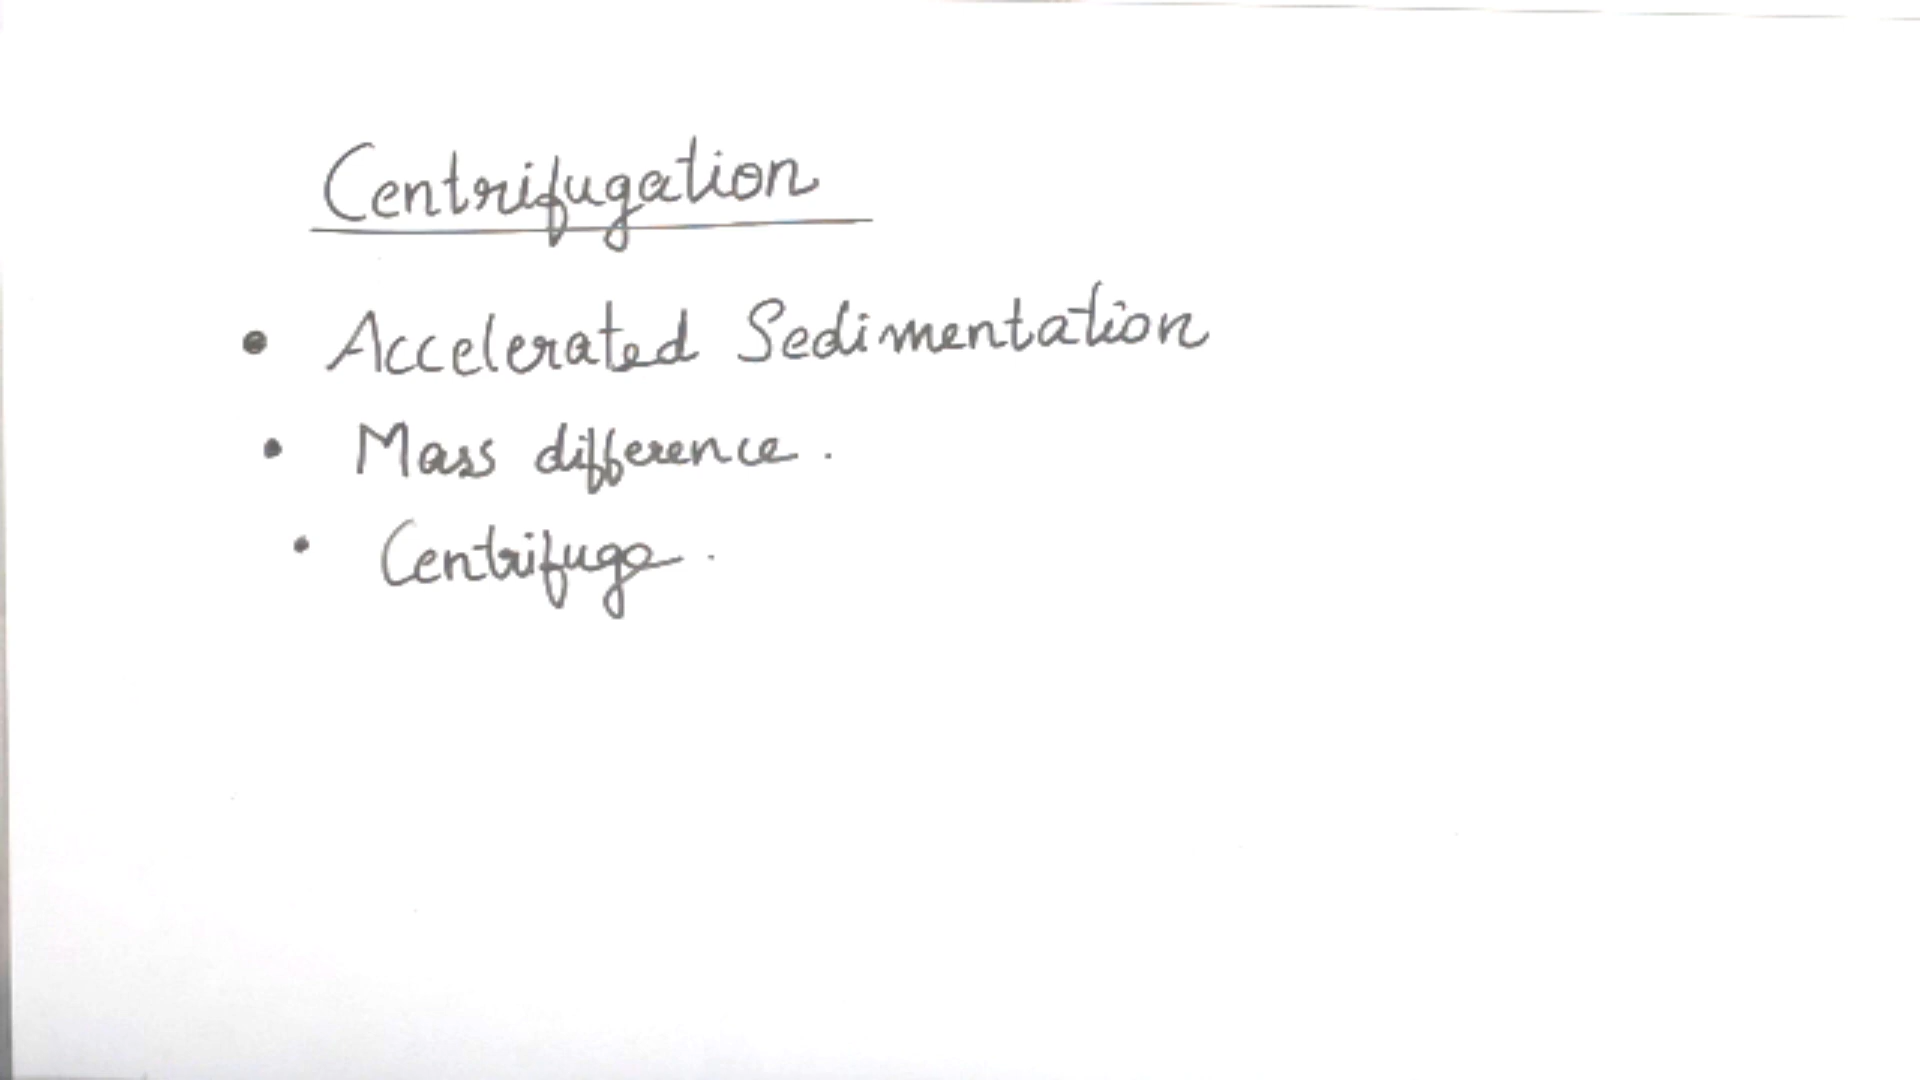 Centrifugation
• Accelerated Sedimentation
• Mass difference.
• Centrifuge.